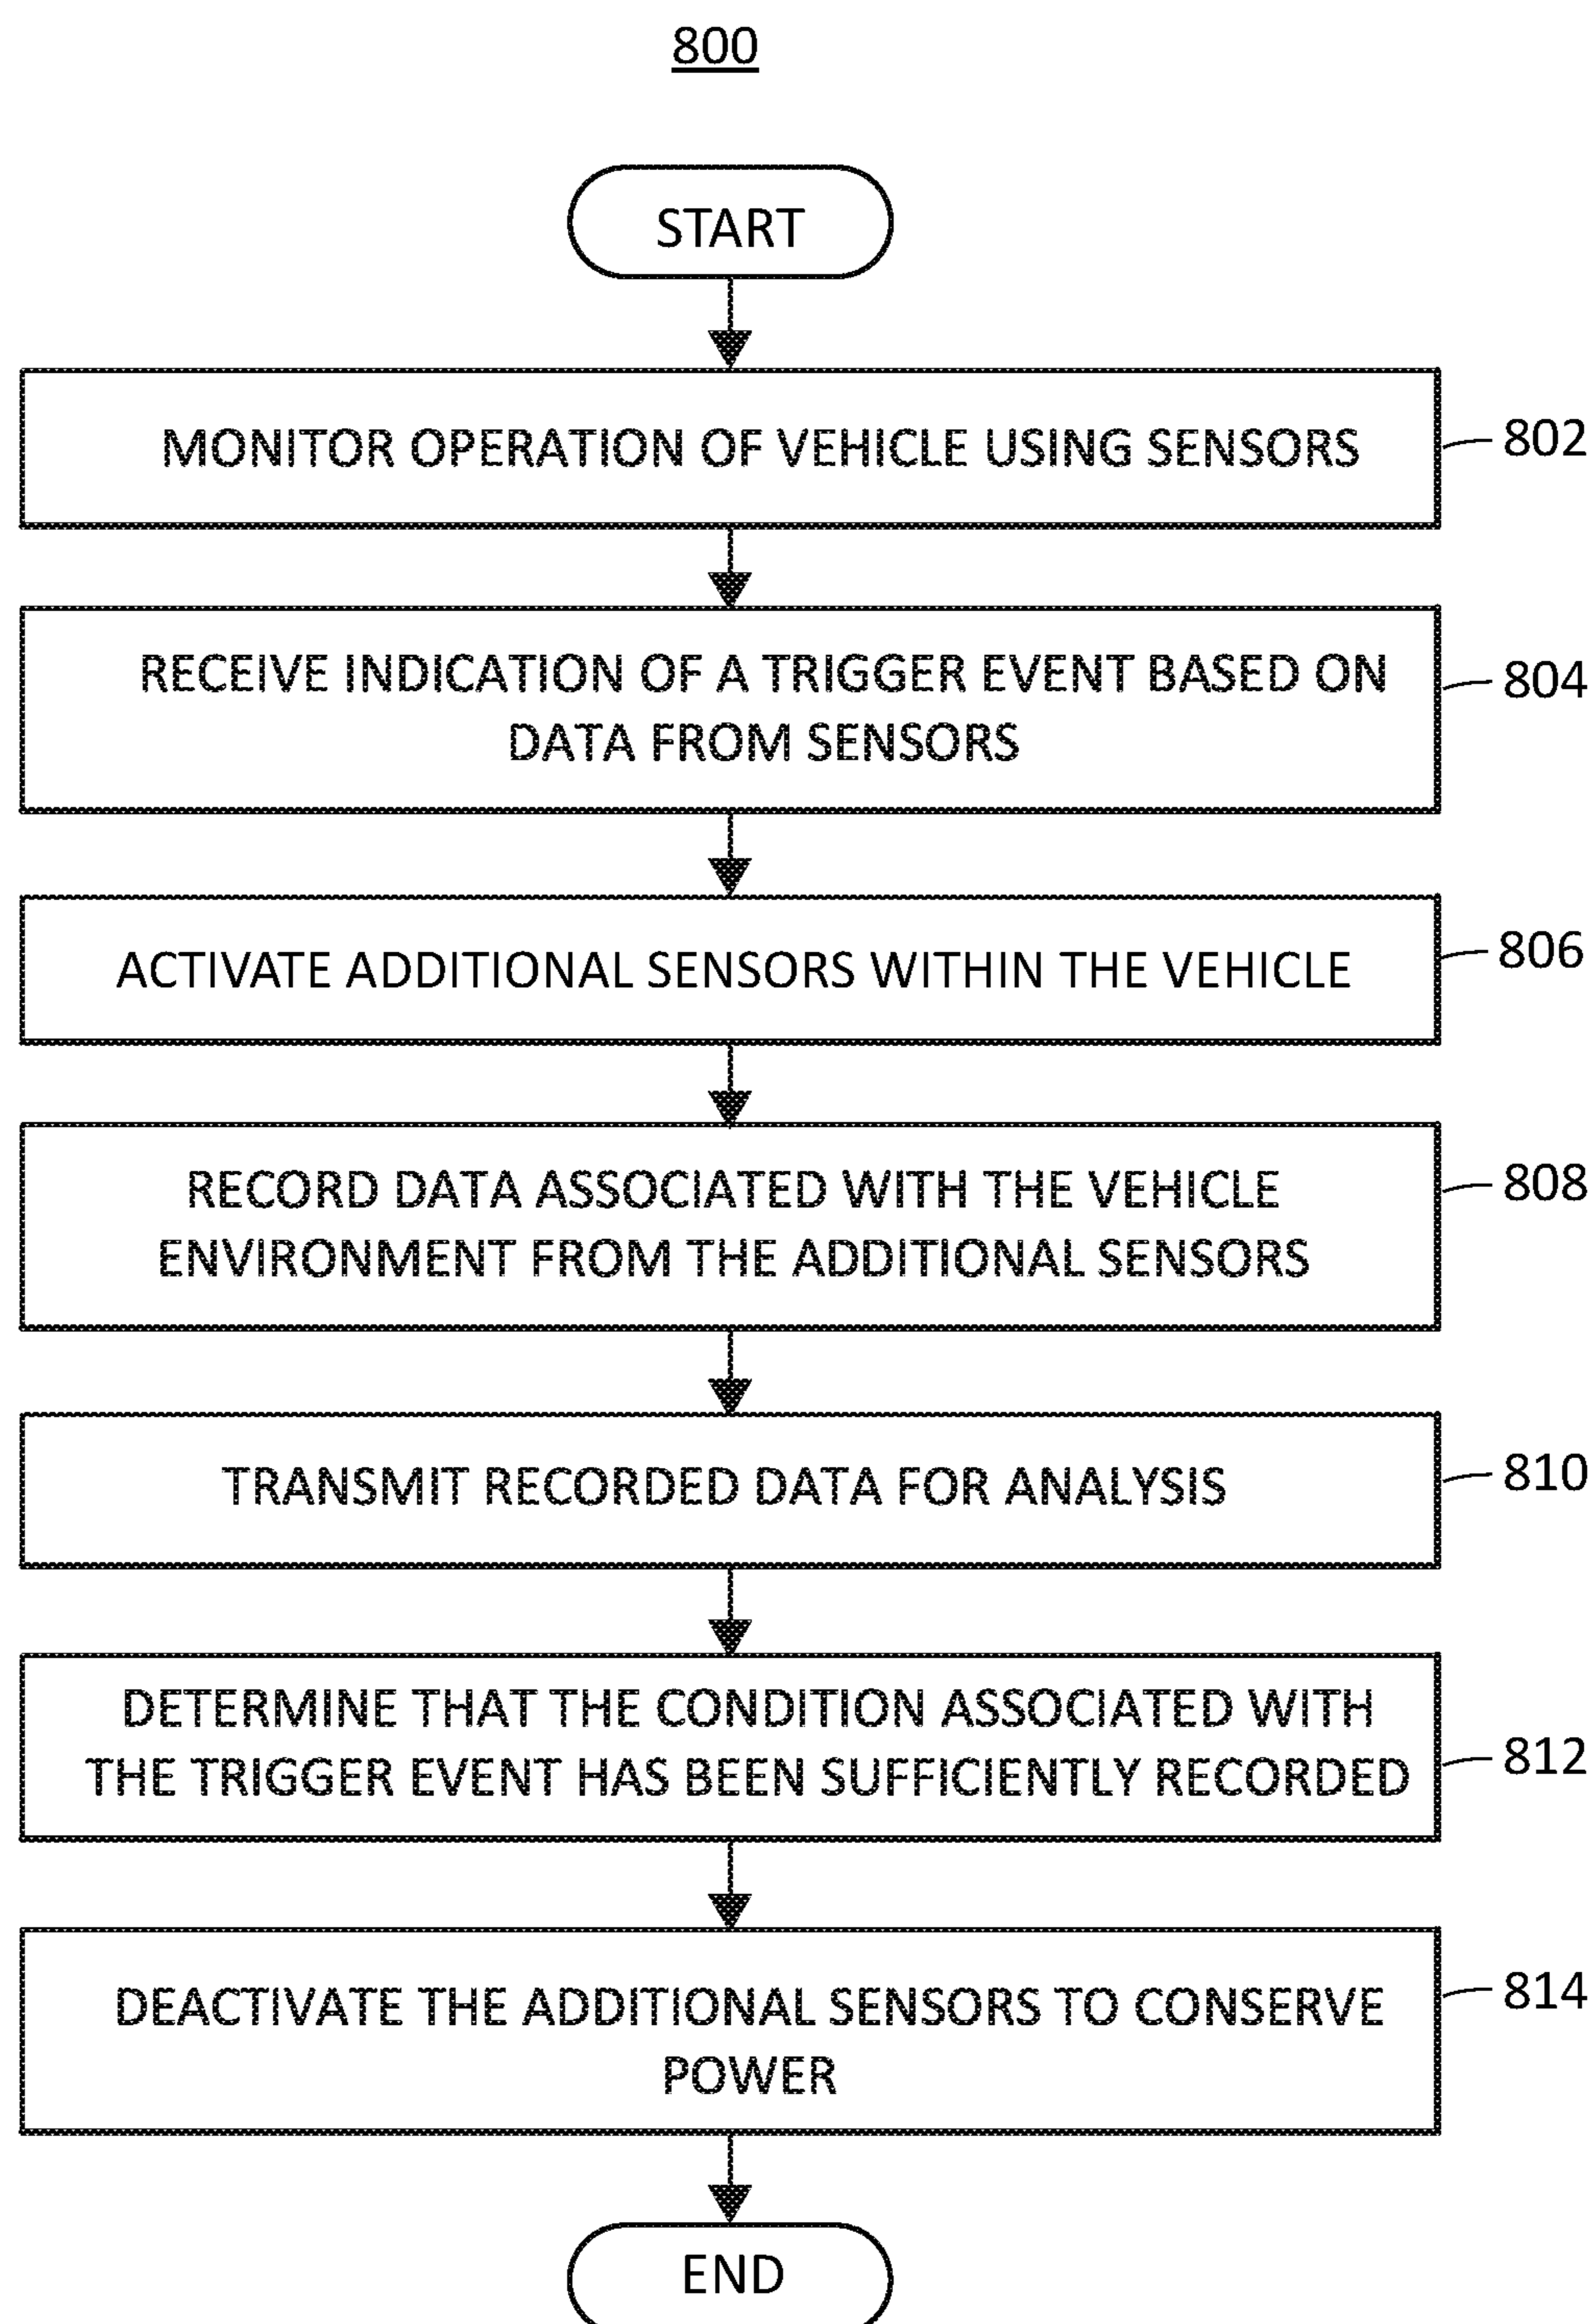 800
START
MONITOR OPERATION OF VEHICLE USING SENSORS
802
RECEIVE INDICATION OF A TRIGGER EVENT BASED ON
DATA FROM SENSORS
804
ACTIVATE ADDITIONAL SENSORS WITHIN THE VEHICLE
806
RECORD DATA ASSOCIATED WITH THE VEHICLE
ENVIRONMENT FROM THE ADDITIONAL SENSORS
808
TRANSMIT RECORDED DATA FOR ANALYSIS
810
DETERMINE THAT THE CONDITION ASSOCIATED WITH
THE TRIGGER EVENT HAS BEEN SUFFICIENTLY RECORDED
812
DEACTIVATE THE ADDITIONAL SENSORS TO CONSERVE
POWER
814
END